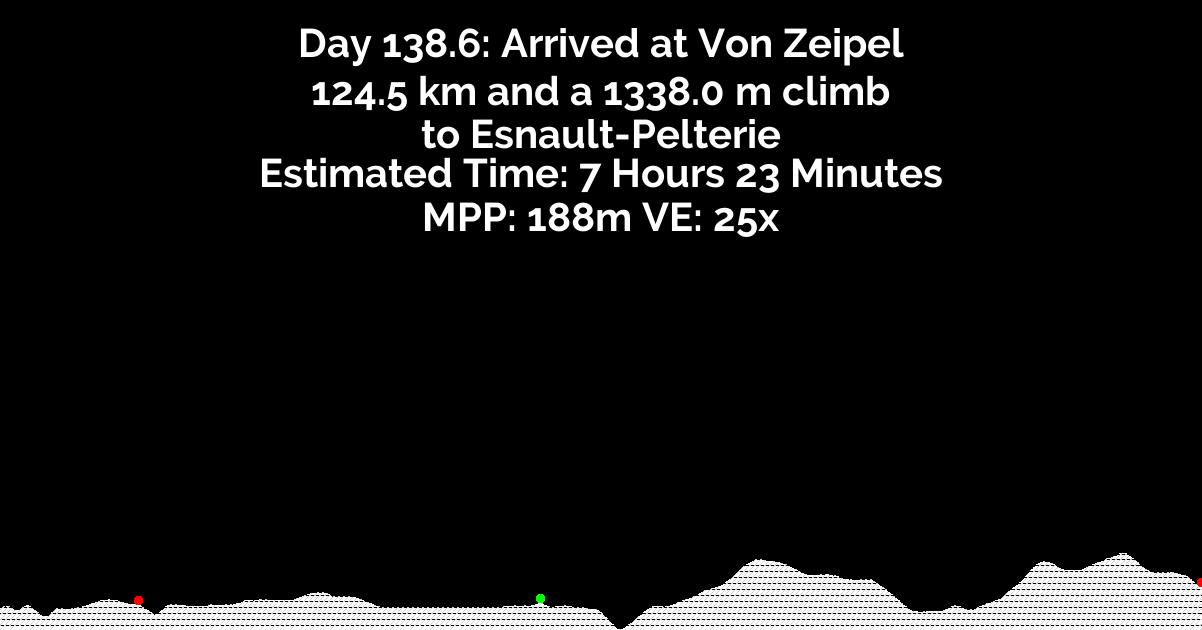 Day 138.6: Arrived at Von Zeipel
124.5 km and a 1338.0 m climb
to Esnault-Pelterie
Estimated Time: 7 Hours 23 Minutes
MPP: 188m VE: 25x